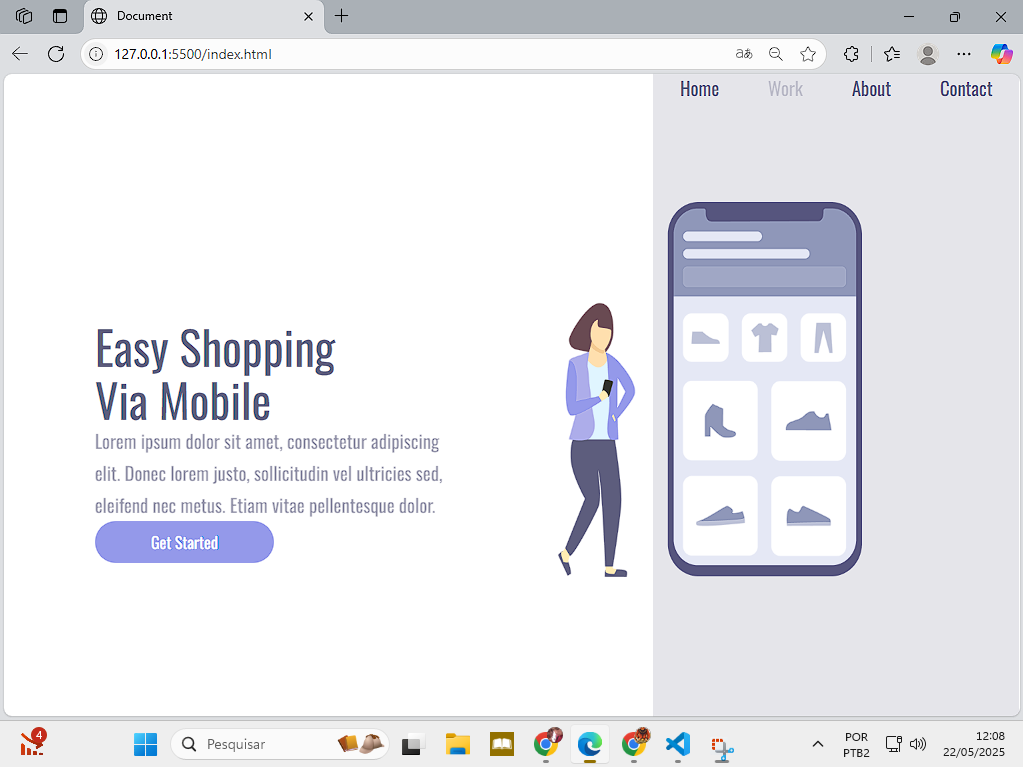 Document
127.0.0.1:5500/index.html
Home Work About Contact
Easy Shopping
Via Mobile
Lorem ipsum dolor sit amet, consectetur adipiscing
elit. Donec lorem justo, sollicitudin vel ultricies sed,
eleifend nec metus. Etiam vitae pellentesque dolor.
Get Started
4
Pesquisar
POR
PTB2
12:08
22/05/2025